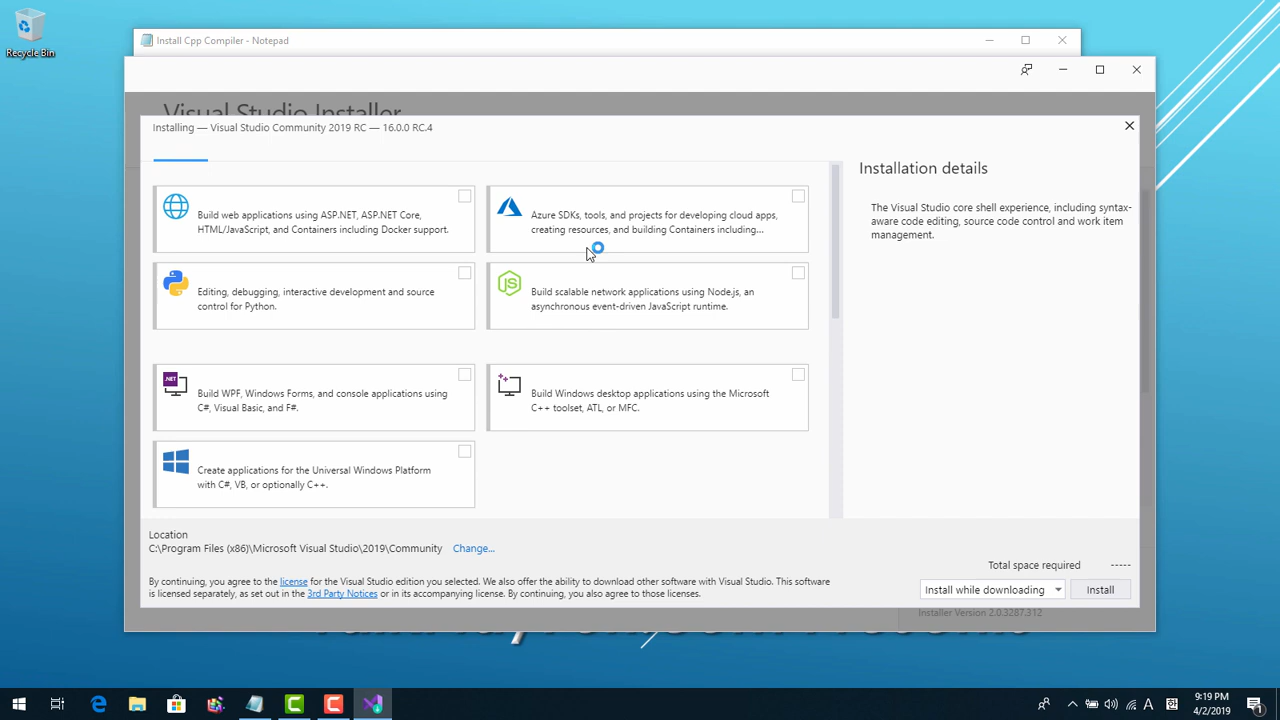 Recycle Bin
Install Cpp Compiler - Notepad
Visual Studio Installer
Installing — Visual Studio Community 2019 RC — 16.0.0 RC.4
Build web applications using ASP.NET, ASP.NET Core,
HTML/JavaScript, and Containers including Docker support.
Azure SDKs, tools, and projects for developing cloud apps,
creating resources, and building Containers including...
Editing, debugging, interactive development and source
control for Python.
Build scalable network applications using Node.js, an
asynchronous event-driven JavaScript runtime.
.NET
Build WPF, Windows Forms, and console applications using
C#, Visual Basic, and F#.
Build Windows desktop applications using the Microsoft
C++ toolset, ATL, or MFC.
Create applications for the Universal Windows Platform
with C#, VB, or optionally C++.
Installation details
The Visual Studio core shell experience, including syntax-
aware code editing, source code control and work item
management.
Location
C:\Program Files (x86)\Microsoft Visual Studio\2019\Community Change...
By continuing, you agree to the license for the Visual Studio edition you selected. We also offer the ability to download other software with Visual Studio. This software
is licensed separately, as set out in the 3rd Party Notices or in its accompanying license. By continuing, you also agree to those licenses.
Total space required -----
Install while downloading Install
Installer Version 2.0.3287.312
9:19 PM
4/2/2019